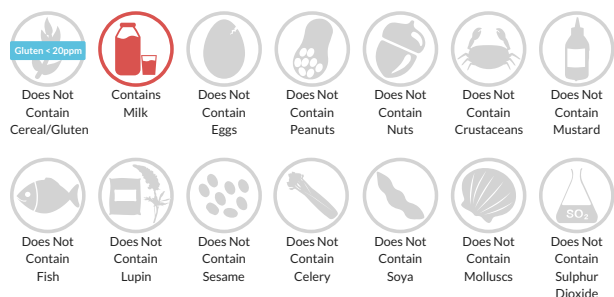 Gluten < 20ppm
Does Not
Contain
Cereal/Gluten
Contains
Milk
Does Not
Contain
Eggs
Does Not
Contain
Peanuts
Does Not
Contain
Nuts
Does Not
Contain
Crustaceans
Does Not
Contain
Mustard
SO2
Does Not
Contain
Fish
Does Not
Contain
Lupin
Does Not
Contain
Sesame
Does Not
Contain
Celery
Does Not
Contain
Soya
Does Not
Contain
Molluscs
Does Not
Contain
Sulphur
Dioxide